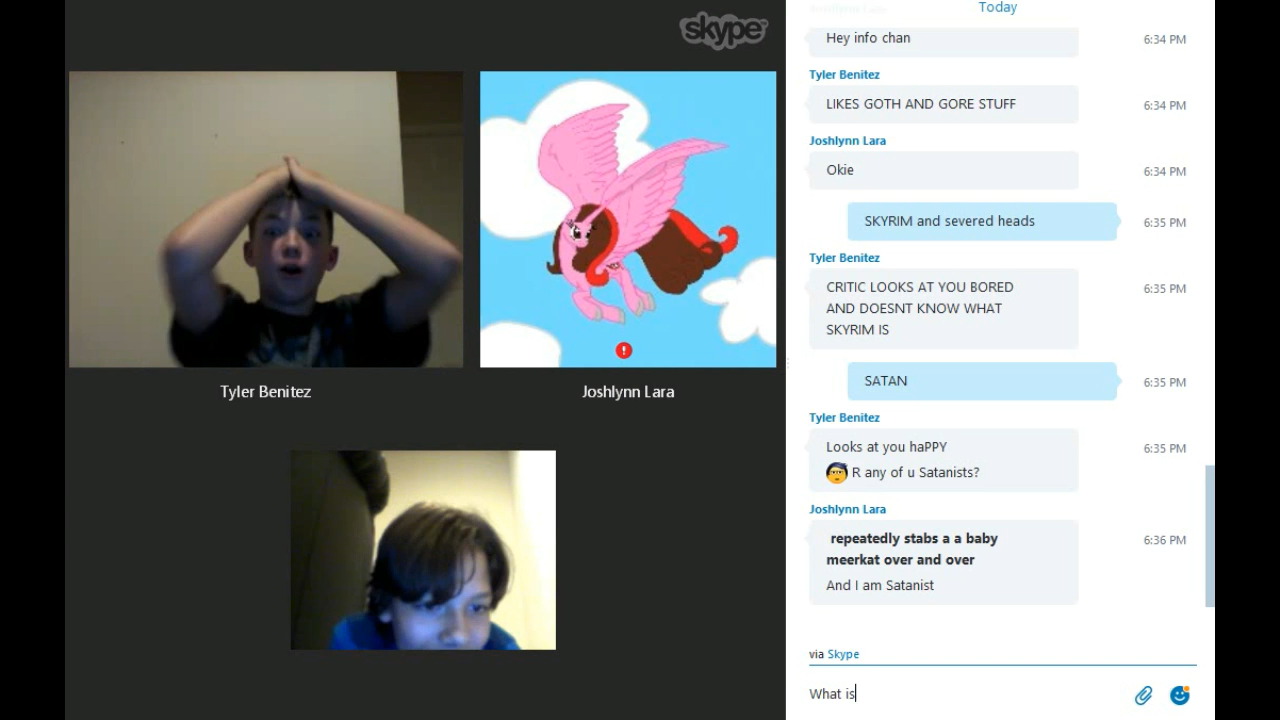 skype
Tyler Benitez
Joshlynn Lara
Today
Hey info chan
6:34 PM
Tyler Benitez
LIKES GOTH AND GORE STUFF
6:34 PM
Joshlynn Lara
Okie
6:34 PM
SKYRIM and severed heads
6:35 PM
Tyler Benitez
CRITIC LOOKS AT YOU BORED
AND DOESNT KNOW WHAT
SKYRIM IS
6:35 PM
SATAN
6:35 PM
Tyler Benitez
Looks at you haPPY
R any of u Satanists?
6:35 PM
Joshlynn Lara
repeatedly stabs a a baby
meerkat over and over
And I am Satanist
6:36 PM
via Skype
What is